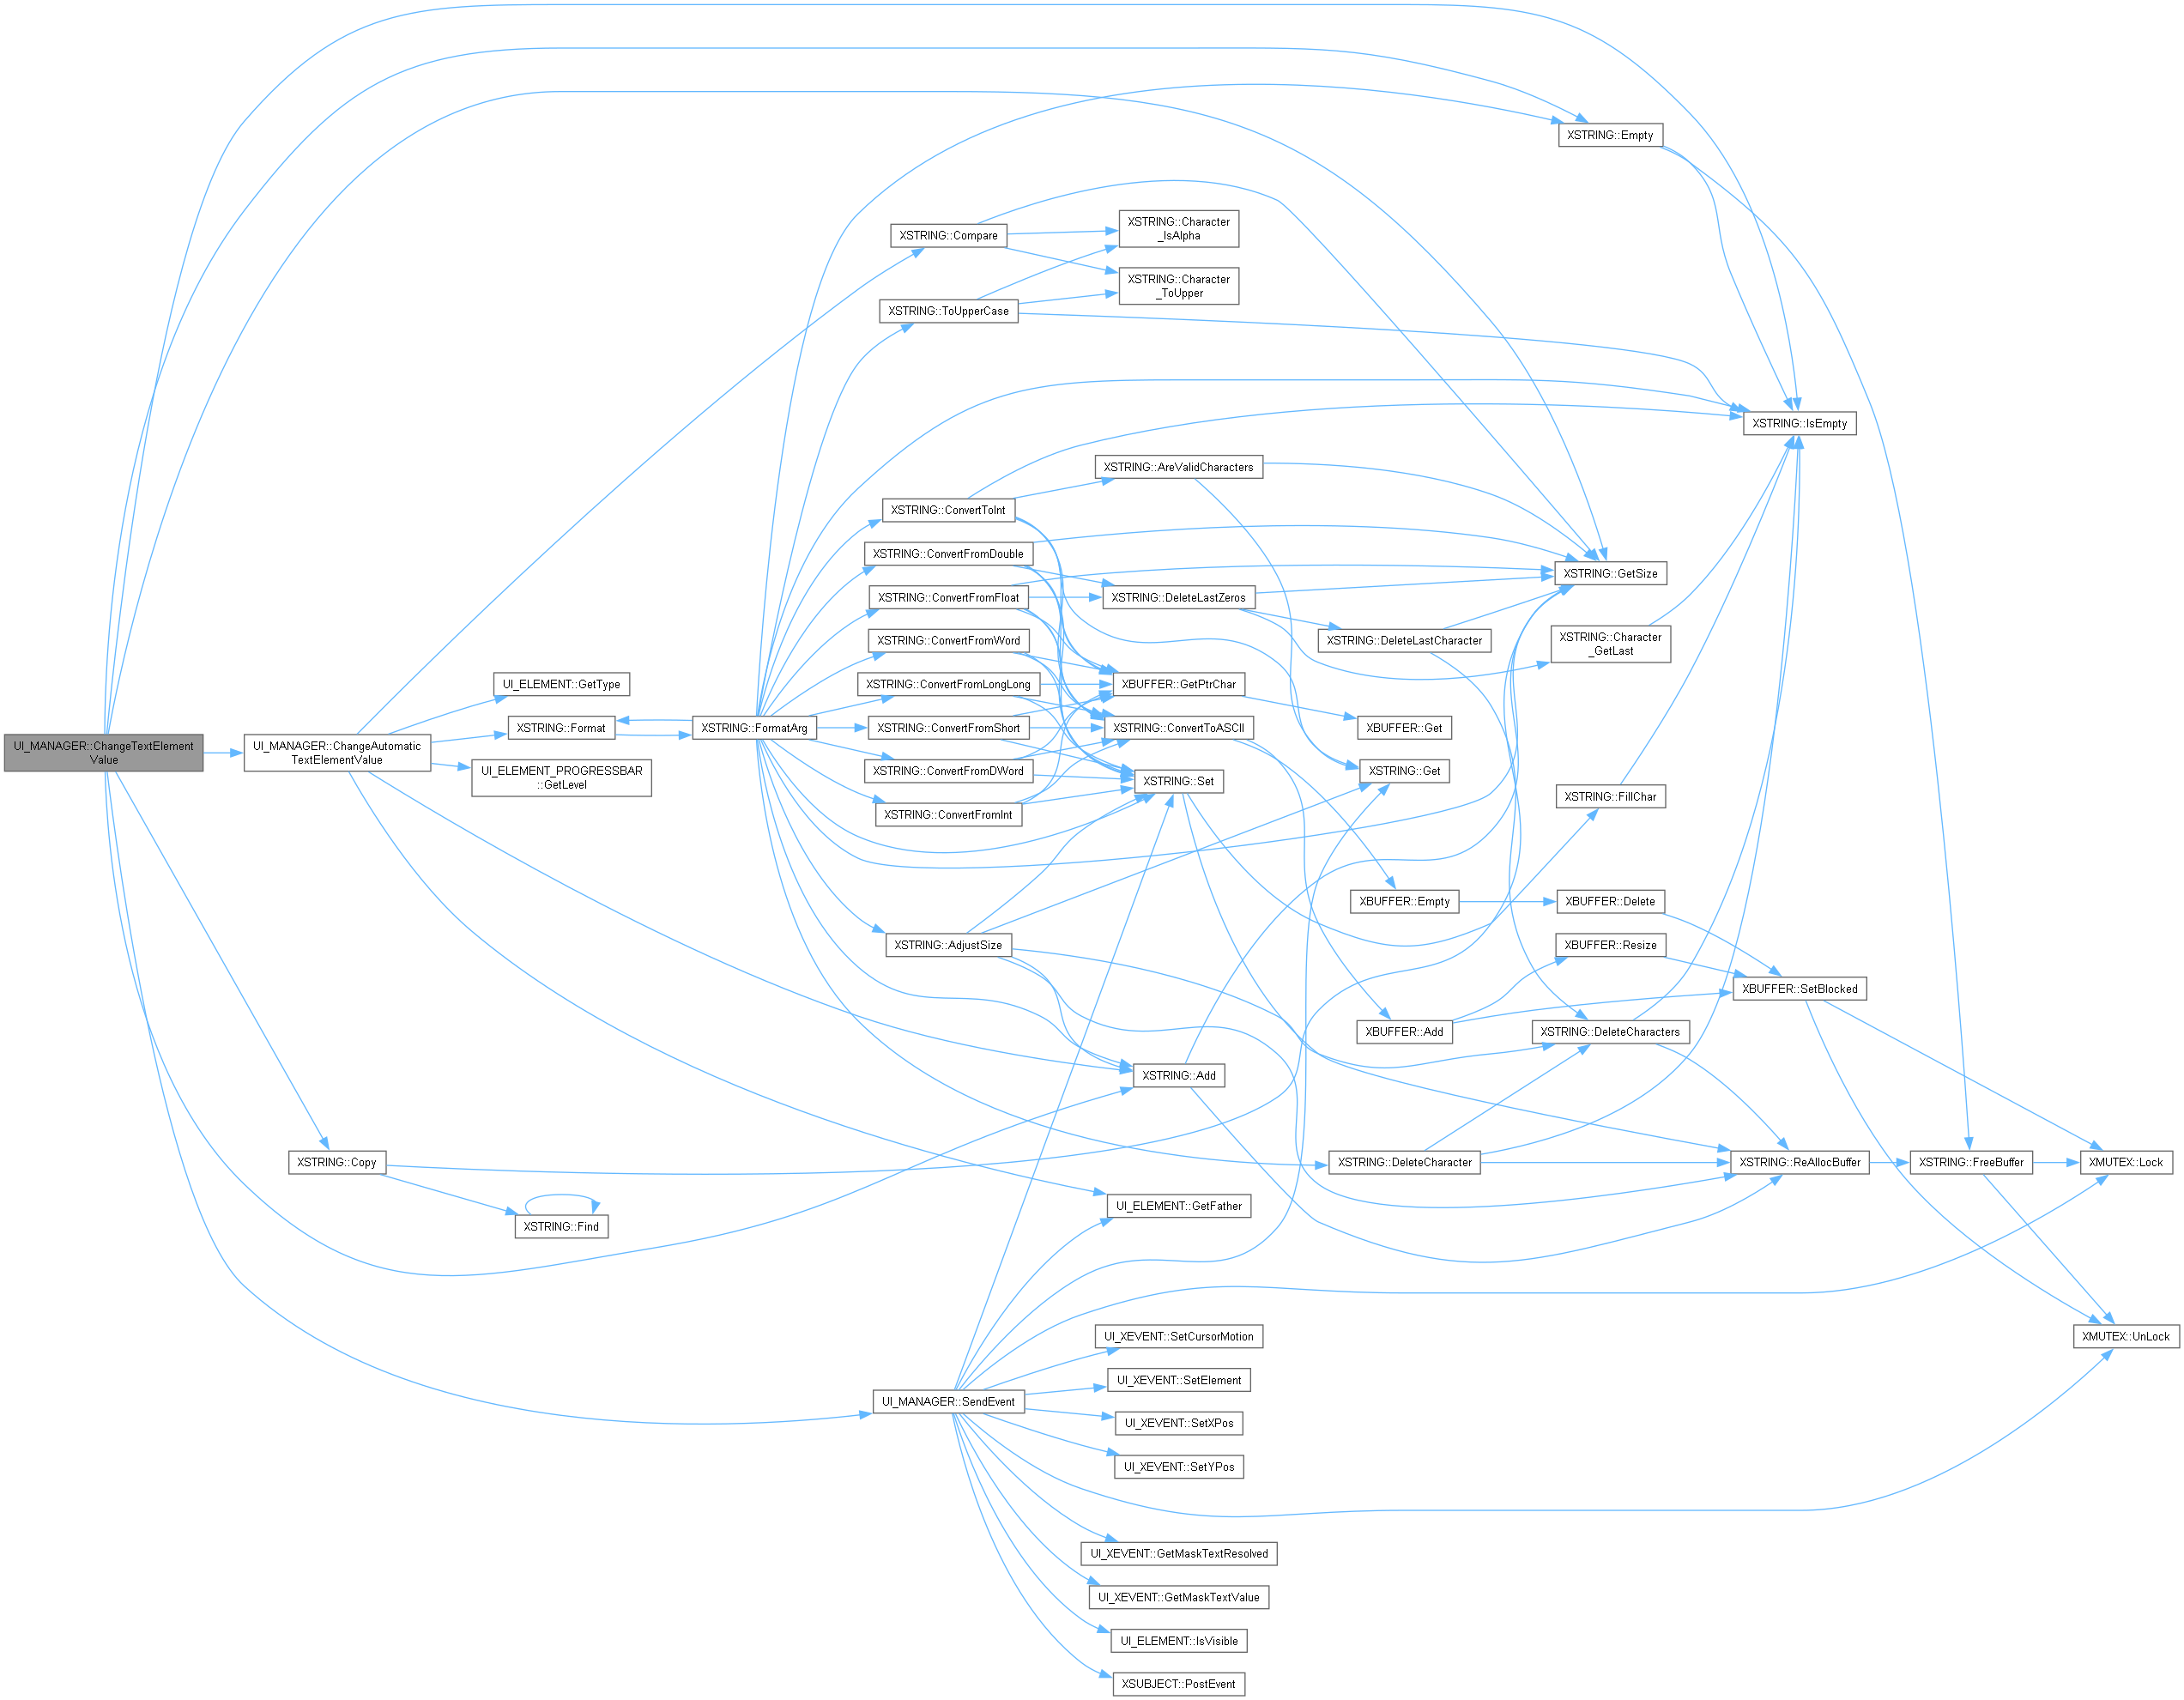 UI_MANAGER::ChangeTextElement
Value
UI_MANAGER::ChangeAutomatic
TextElementValue
XSTRING::Copy
UI_ELEMENT::GetType
XSTRING::Format
UI_ELEMENT_PROGRESSBAR
::GetLevel
XSTRING::Find
XSTRING::FormatArg
XSTRING::Compare
XSTRING::ToUpperCase
XSTRING::ConvertToInt
XSTRING::ConvertFromDouble
XSTRING::ConvertFromFloat
XSTRING::ConvertFromWord
XSTRING::ConvertFromLongLong
XSTRING::ConvertFromShort
XSTRING::ConvertFromDWord
XSTRING::ConvertFromInt
XSTRING::AdjustSize
UI_MANAGER::SendEvent
XSTRING::Character
_IsAlpha
XSTRING::Character
_ToUpper
XSTRING::AreValidCharacters
XSTRING::DeleteLastZeros
XBUFFER::GetPtrChar
XSTRING::ConvertToASCII
XSTRING::Set
XSTRING::Add
UI_ELEMENT::GetFather
UI_XEVENT::SetCursorMotion
UI_XEVENT::SetElement
UI_XEVENT::SetXPos
UI_XEVENT::SetYPos
UI_XEVENT::GetMaskTextResolved
UI_XEVENT::GetMaskTextValue
UI_ELEMENT::IsVisible
XSUBJECT::PostEvent
XSTRING::DeleteLastCharacter
XBUFFER::Get
XSTRING::Get
XBUFFER::Empty
XBUFFER::Add
XSTRING::DeleteCharacter
XSTRING::Empty
XSTRING::GetSize
XSTRING::Character
_GetLast
XSTRING::FillChar
XBUFFER::Delete
XBUFFER::Resize
XSTRING::DeleteCharacters
XSTRING::IsEmpty
XBUFFER::SetBlocked
XSTRING::ReAllocBuffer
XSTRING::FreeBuffer
XMUTEX::Lock
XMUTEX::UnLock